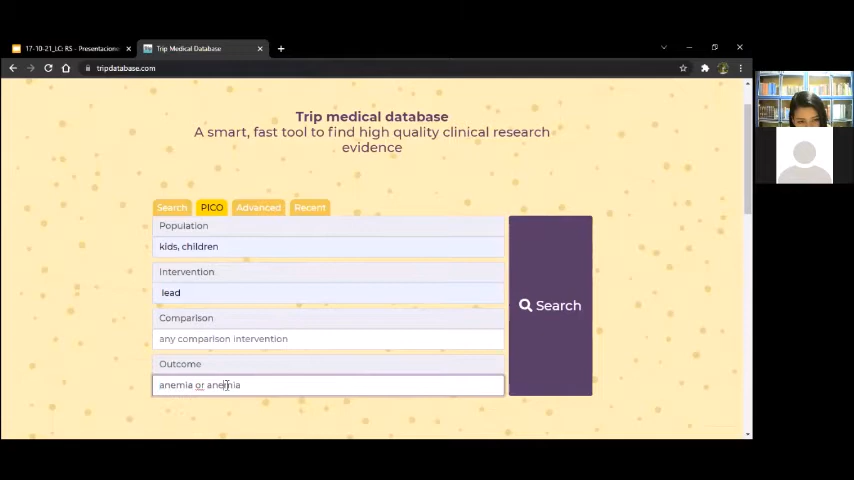 17-10-21_LC: RS - Presentacione
Trip Medical Database
tripdatabase.com
Trip medical database
A smart, fast tool to find high quality clinical research
evidence
Search PICO Advanced Recent
Population
kids, children
Intervention
lead
Search
Comparison
any comparison intervention
Outcome
anemia or anemia